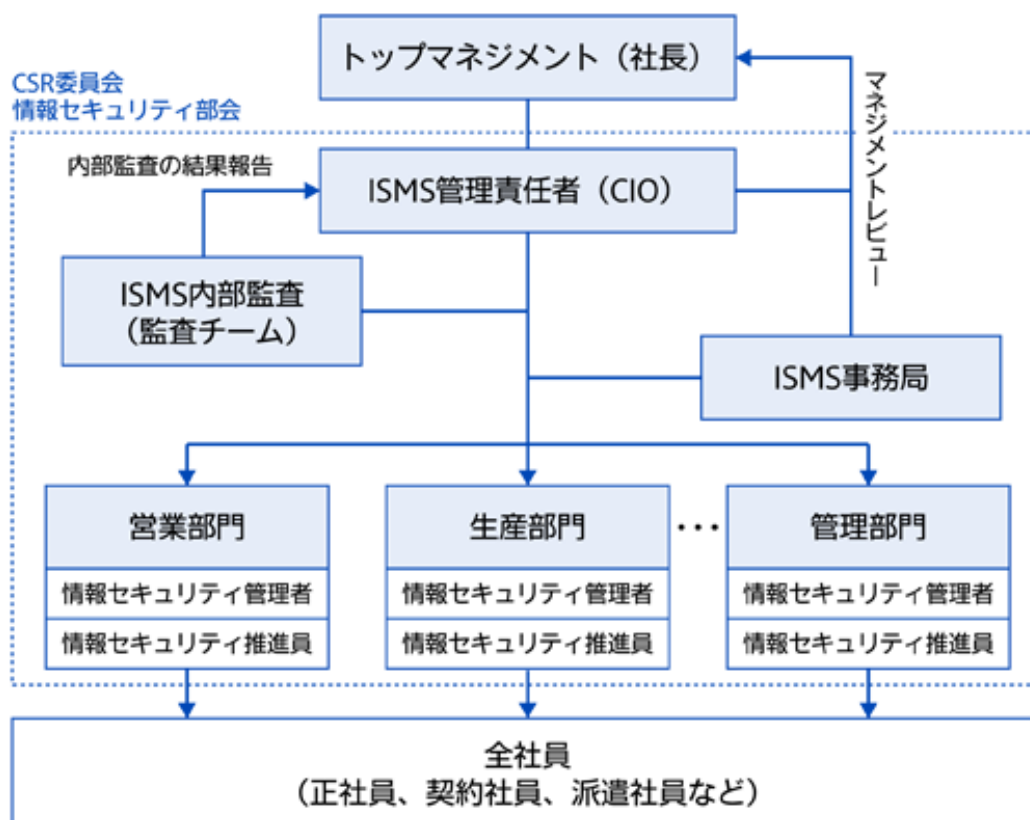 トップマネジメント（社長）
CSR委員会
情報セキュリティ部会
マネジメントレビュー
内部監査の結果報告
ISMS管理責任者（CIO）
ISMS内部監査
（監査チーム）
ISMS事務局
営業部門
情報セキュリティ管理者
情報セキュリティ推進員
生産部門
情報セキュリティ管理者
情報セキュリティ推進員
･･･
管理部門
情報セキュリティ管理者
情報セキュリティ推進員
全社員
（正社員、契約社員、派遣社員など）